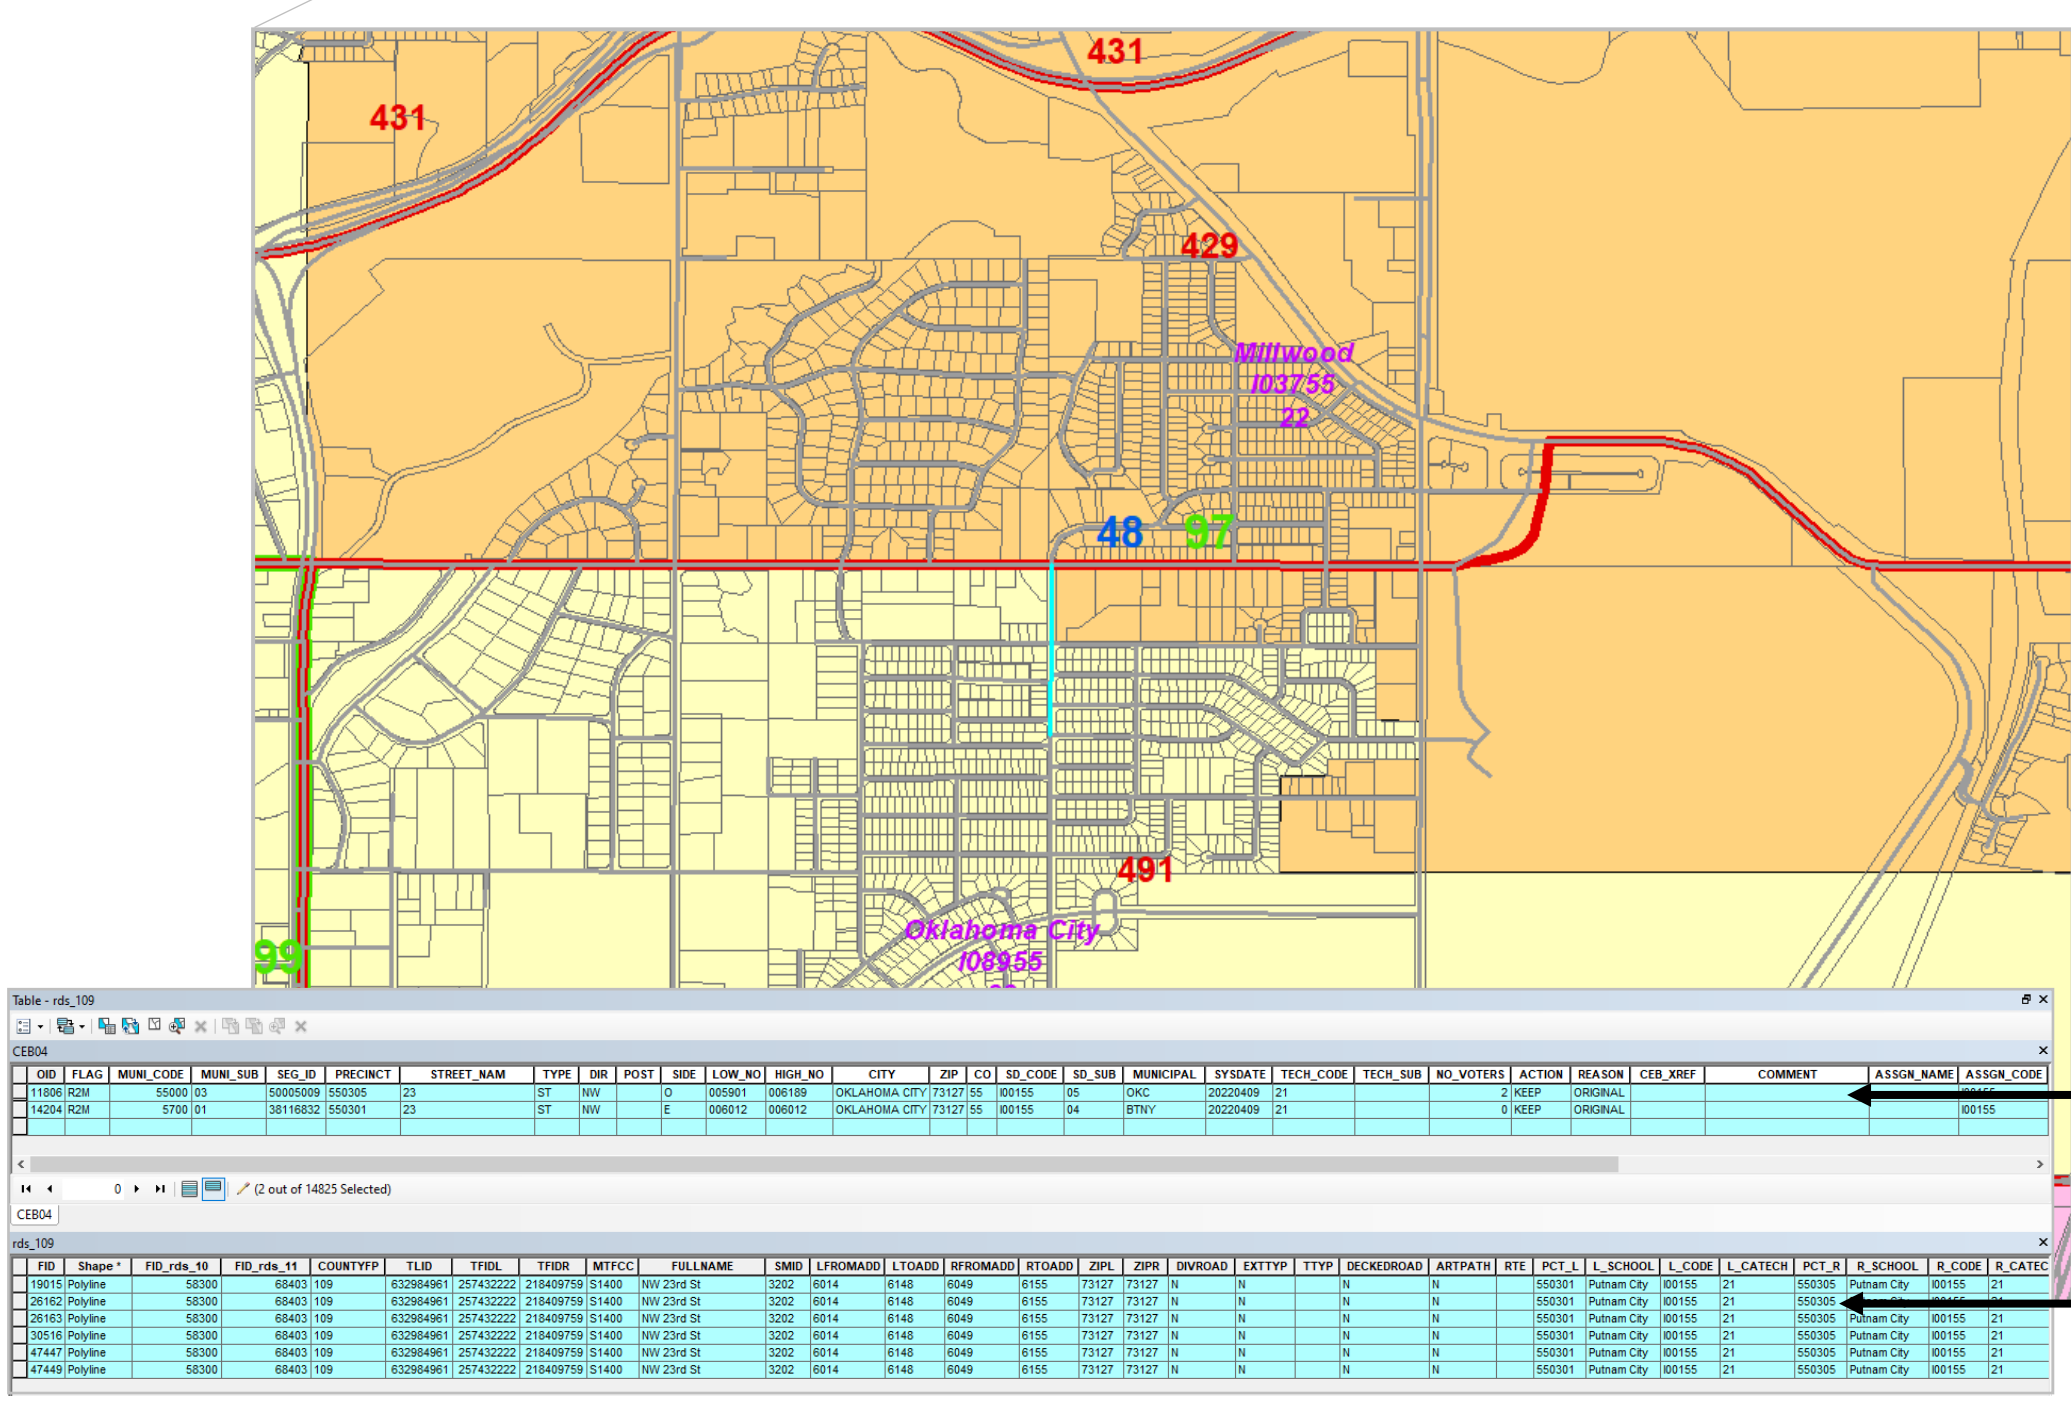 431
431
429
Millwood
I03755
22
48 97
491
Oklahoma City
I08955
99
Table - rds_109
CEB04
OID FLAG MUNI_CODE MUNI_SUB SEG_ID PRECINCT STREET_NAM TYPE DIR POST SIDE LOW_NO HIGH_NO CITY ZIP CO SD_CODE SD_SUB MUNICIPAL SYSDATE TECH_CODE TECH_SUB NO_VOTERS ACTION REASON CEB_XREF COMMENT ASSGN_NAME ASSGN_CODE
11806 R2M 55000 03 50005009 550305 23 ST NW O 005901 006189 OKLAHOMA CITY 73127 55 I00155 05 OKC 20220409 21 2 KEEP ORIGINAL
14204 R2M 5700 01 38116832 550301 23 ST NW E 006012 006012 OKLAHOMA CITY 73127 55 I00155 04 BTNY 20220409 21 0 KEEP ORIGINAL I00155
0 (2 out of 14825 Selected)
CEB04
rds_109
FID Shape * FID_rds_10 FID_rds_11 COUNTYFP TLID TFIDL TFIDR MTFCC FULLNAME SMID LFROMADD LTOADD RFROMADD RTOADD ZIPL ZIPR DIVROAD EXTTYP TTYP DECKEDROAD ARTPATH RTE PCT_L L_SCHOOL L_CODE L_CATECH PCT_R R_SCHOOL R_CODE R_CATEC
19015 Polyline 58300 68403 109 632984961 257432222 218409759 S1400 NW 23rd St 3202 6014 6148 6049 6155 73127 73127 N N N N 550301 Putnam City I00155 21 550305 Putnam City I00155 21
26162 Polyline 58300 68403 109 632984961 257432222 218409759 S1400 NW 23rd St 3202 6014 6148 6049 6155 73127 73127 N N N N 550301 Putnam City I00155 21 550305
26163 Polyline 58300 68403 109 632984961 257432222 218409759 S1400 NW 23rd St 3202 6014 6148 6049 6155 73127 73127 N N N N 550301 Putnam City I00155 21 550305 Putnam City I00155 21
30516 Polyline 58300 68403 109 632984961 257432222 218409759 S1400 NW 23rd St 3202 6014 6148 6049 6155 73127 73127 N N N N 550301 Putnam City I00155 21 550305 Putnam City I00155 21
47447 Polyline 58300 68403 109 632984961 257432222 218409759 S1400 NW 23rd St 3202 6014 6148 6049 6155 73127 73127 N N N N 550301 Putnam City I00155 21 550305 Putnam City I00155 21
47449 Polyline 58300 68403 109 632984961 257432222 218409759 S1400 NW 23rd St 3202 6014 6148 6049 6155 73127 73127 N N N N 550301 Putnam City I00155 21 550305 Putnam City I00155 21